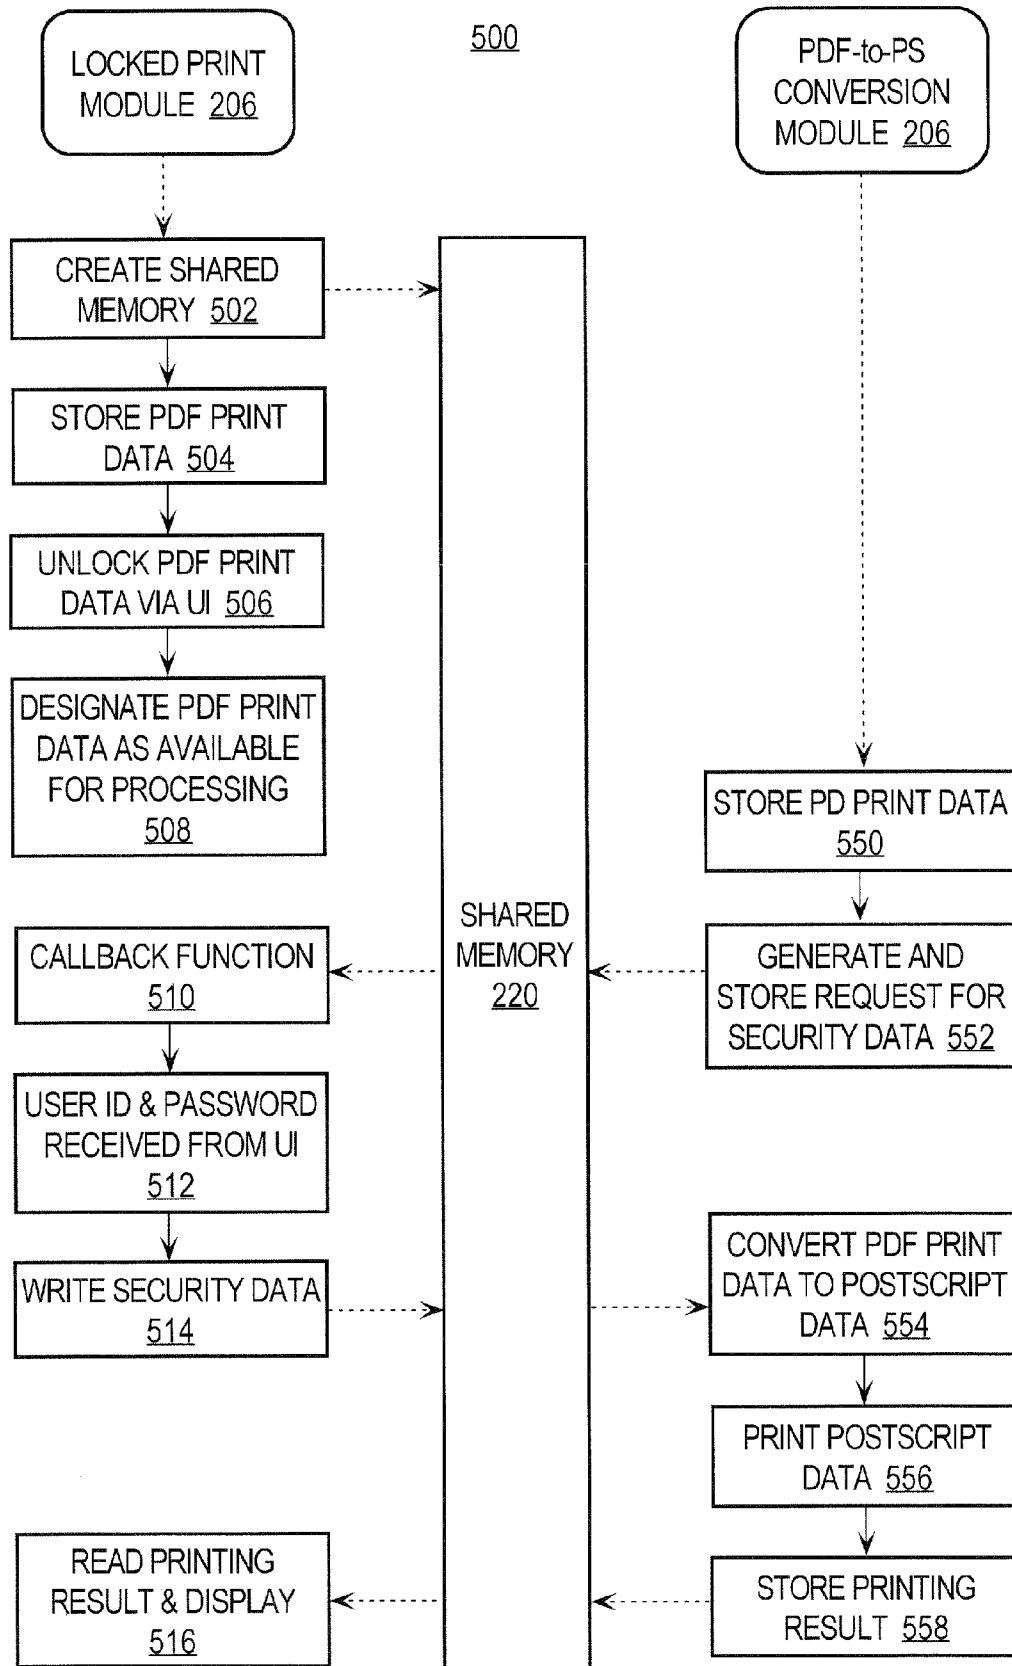 500
LOCKED PRINT
MODULE 206
PDF-to-PS
CONVERSION
MODULE 206
CREATE SHARED
MEMORY 502
STORE PDF PRINT
DATA 504
UNLOCK PDF PRINT
DATA VIA UI 506
DESIGNATE PDF PRINT
DATA AS AVAILABLE
FOR PROCESSING
508
CALLBACK FUNCTION
510
USER ID & PASSWORD
RECEIVED FROM UI
512
WRITE SECURITY DATA
514
READ PRINTING
RESULT & DISPLAY
516
SHARED
MEMORY
220
STORE PD PRINT DATA
550
GENERATE AND
STORE REQUEST FOR
SECURITY DATA 552
CONVERT PDF PRINT
DATA TO POSTSCRIPT
DATA 554
PRINT POSTSCRIPT
DATA 556
STORE PRINTING
RESULT 558